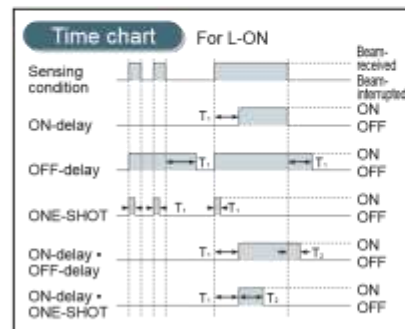 Time chart For L-ON
Sensing condition
Beam-received
Beam-interrupted
ON-delay T₁ ON
OFF
OFF-delay T₁ T₁ ON
OFF
ONE-SHOT T₁ T₁ ON
OFF
ON-delay • OFF-delay T₁ T₂ ON
OFF
ON-delay • ONE-SHOT T₁ T₂ ON
OFF